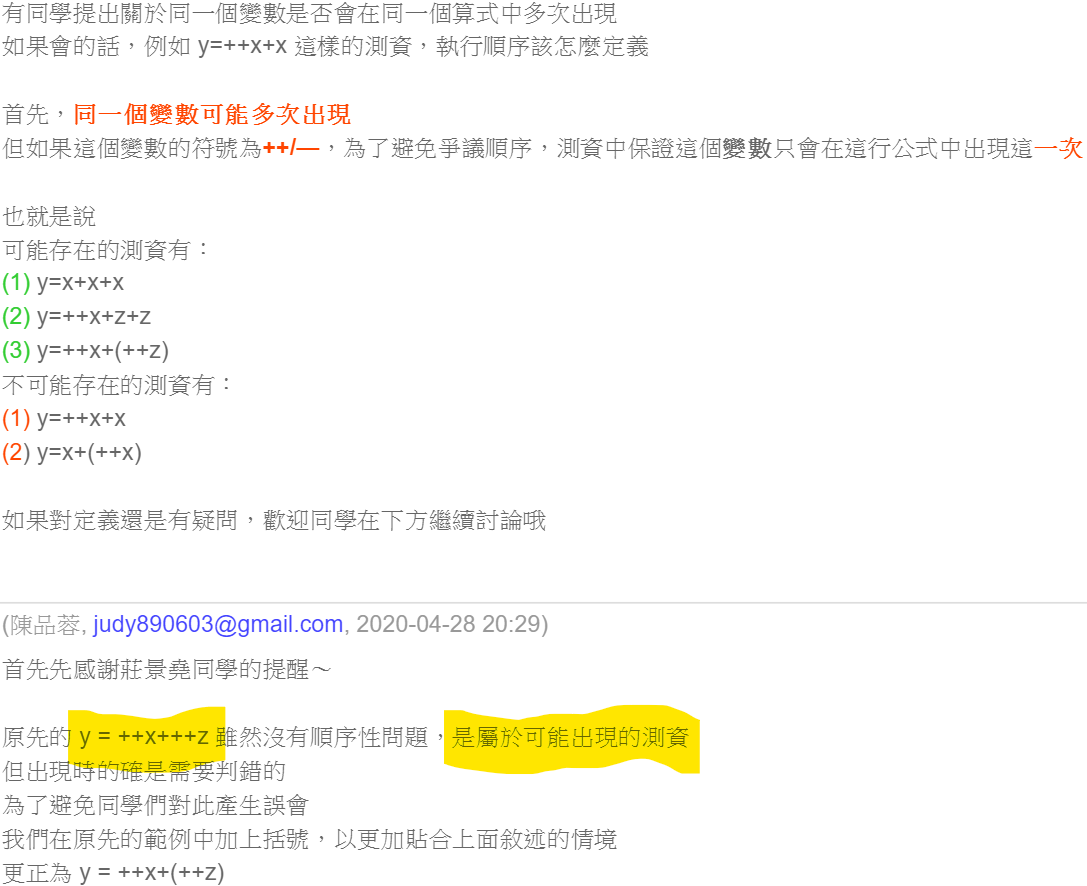 有同學提出關於同一個變數是否會在同一個算式中多次出現
如果會的話，例如 y=++x+x 這樣的測資，執行順序該怎麼定義
首先，同一個變數可能多次出現
但如果這個變數的符號為++/—，為了避免爭議順序，測資中保證這個變數只會在這行公式中出現這一次
也就是說
可能存在的測資有：
(1) y=x+x+x
(2) y=++x+z+z
(3) y=++x+(++z)
不可能存在的測資有：
(1) y=++x+x
(2) y=x+(++x)
如果對定義還是有疑問，歡迎同學在下方繼續討論哦
(陳品蓉, judy890603@gmail.com, 2020-04-28 20:29)
首先先感謝莊景堯同學的提醒～
原先的 y = ++x+++z 雖然沒有順序性問題，是屬於可能出現的測資
但出現時的確是需要判錯的
為了避免同學們對此產生誤會
我們在原先的範例中加上括號，以更加貼合上面敘述的情境
更正為 y = ++x+(++z)